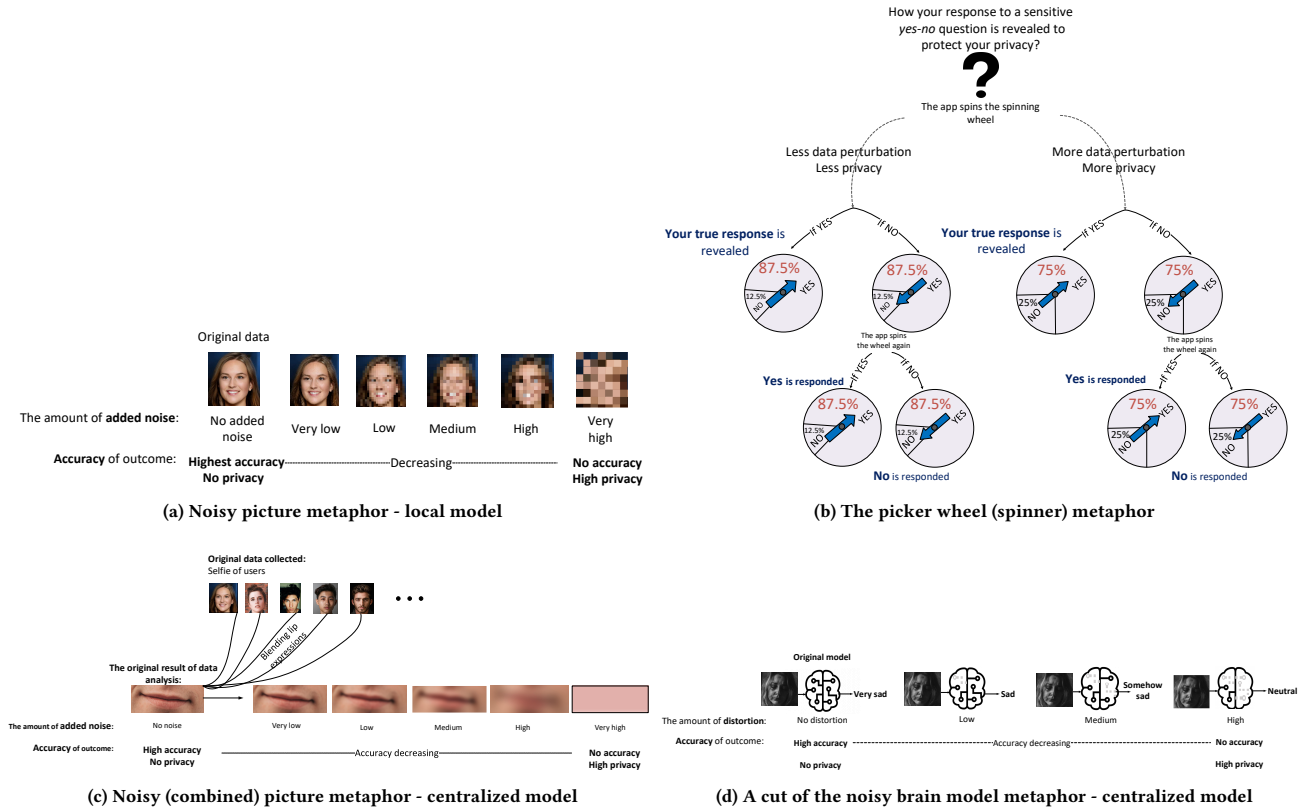 Original data
The amount of added noise:
No added
noise
Very low
Low
Medium
High
Very
high
Accuracy of outcome:
Highest accuracy
No privacy
Decreasing
No accuracy
High privacy
(a) Noisy picture metaphor - local model
How your response to a sensitive
yes-no question is revealed to
protect your privacy?
?
The app spins the spinning
wheel
Less data perturbation
Less privacy
More data perturbation
More privacy
If YES
If NO
If YES
If NO
Your true response is
revealed
Your true response is
revealed
87.5%
12.5%
NO
YES
87.5%
12.5%
NO
YES
75%
25%
NO
YES
75%
25%
NO
YES
The app spins
the wheel again
The app spins
the wheel again
If YES
If NO
If YES
If NO
Yes is responded
Yes is responded
87.5%
12.5%
NO
YES
87.5%
12.5%
NO
YES
75%
25%
NO
YES
75%
25%
NO
YES
No is responded
No is responded
(b) The picker wheel (spinner) metaphor
Original data collected:
Selfie of users
...
Blending lip
expressions
The original result of data
analysis:
The amount of added noise:
No noise
Very low
Low
Medium
High
Very high
Accuracy of outcome:
High accuracy
No privacy
Accuracy decreasing
No accuracy
High privacy
(c) Noisy (combined) picture metaphor - centralized model
Original model
Very sad
Sad
Somehow
sad
Neutral
The amount of distortion:
No distortion
Low
Medium
High
Accuracy of outcome:
High accuracy
Accuracy decreasing
No accuracy
No privacy
High privacy
(d) A cut of the noisy brain model metaphor - centralized model